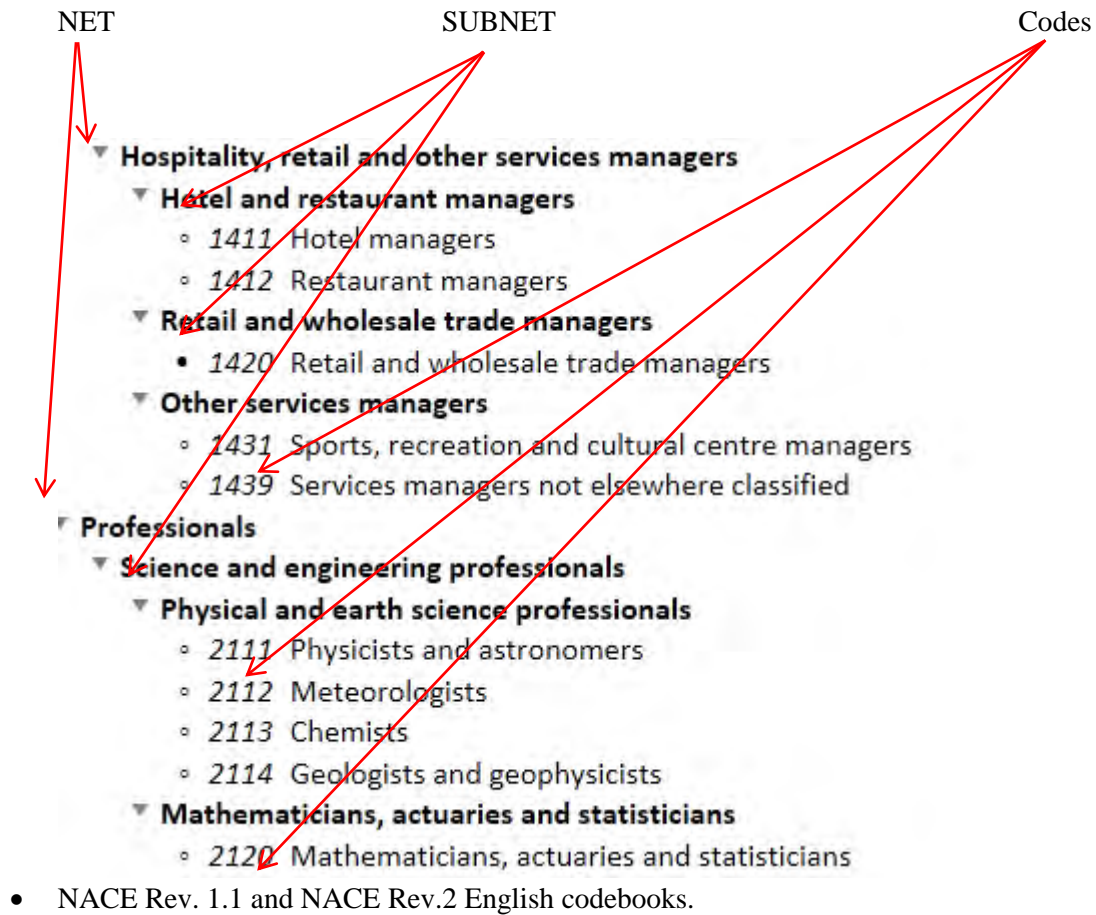 NET SUBNET Codes
Hospitality, retail and other services managers
Hotel and restaurant managers
1411 Hotel managers
1412 Restaurant managers
Retail and wholesale trade managers
1420 Retail and wholesale trade managers
Other services managers
1431 Sports, recreation and cultural centre managers
1439 Services managers not elsewhere classified
Professionals
Science and engineering professionals
Physical and earth science professionals
2111 Physicists and astronomers
2112 Meteorologists
2113 Chemists
2114 Geologists and geophysicists
Mathematicians, actuaries and statisticians
2120 Mathematicians, actuaries and statisticians
• NACE Rev. 1.1 and NACE Rev.2 English codebooks.